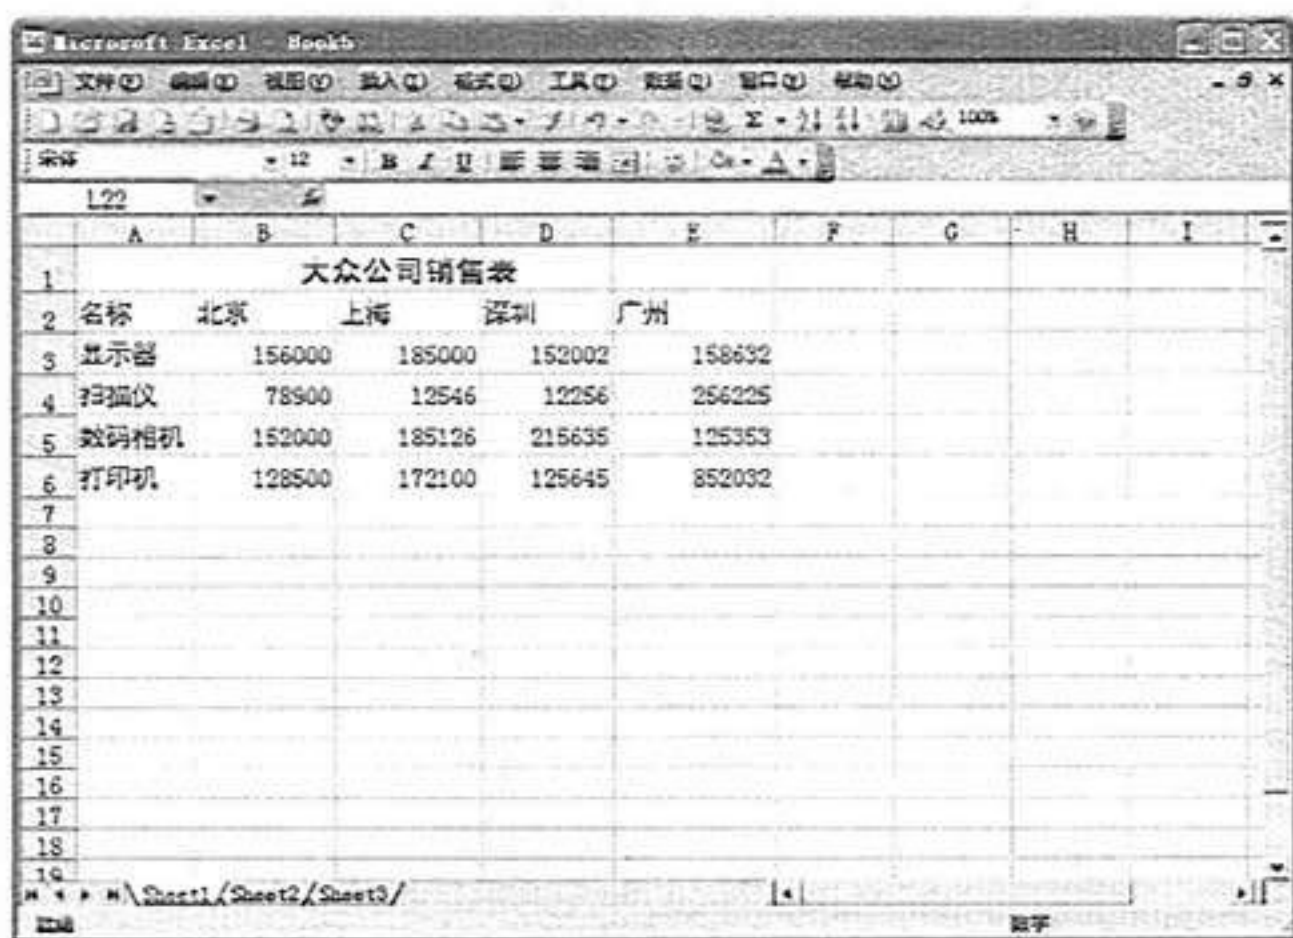 Microsoft Excel - Book5
文件(F) 编辑(E) 视图(V) 插入(I) 格式(O) 工具(T) 数据(D) 窗口(W) 帮助(H)
100%
宋体 12 B I U
L22 fx
A B C D E F G H I
1 大众公司销售表
2 名称 北京 上海 深圳 广州
3 显示器 156000 185000 152002 158632
4 扫描仪 78900 12546 12256 256225
5 数码相机 152000 185126 215635 125353
6 打印机 128500 172100 125645 852032
7
8
9
10
11
12
13
14
15
16
17
18
19
Sheet1 Sheet2 Sheet3
数字